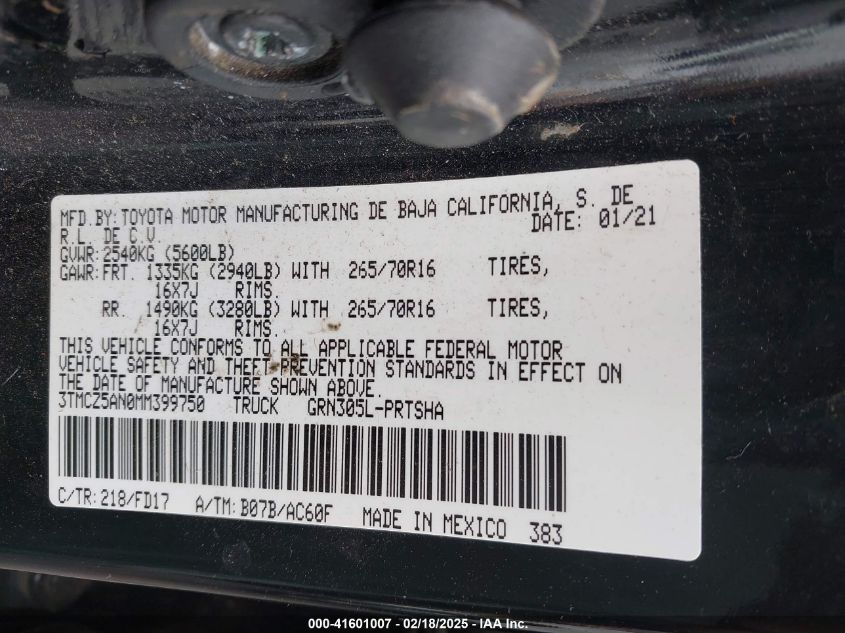 MFD.BY: TOYOTA MOTOR MANUFACTURING DE BAJA CALIFORNIA, S. DE
R.L. DE C.V. DATE: 01/21
GVWR: 2540KG (5600LB)
GAWR: FRT. 1335KG (2940LB) WITH 265/70R16 TIRES,
16X7J RIMS.
RR. 1490KG (3280LB) WITH 265/70R16 TIRES,
16X7J RIMS.
THIS VEHICLE CONFORMS TO ALL APPLICABLE FEDERAL MOTOR
VEHICLE SAFETY AND THEFT PREVENTION STANDARDS IN EFFECT ON
THE DATE OF MANUFACTURE SHOWN ABOVE.
3TMCZ5AN0MM399750 TRUCK GRN305L-PRTSHA
C/TR: 218/FD17 A/TM: B07B/AC60F MADE IN MEXICO 383
000-41601007 - 02/18/2025 - IAA Inc.